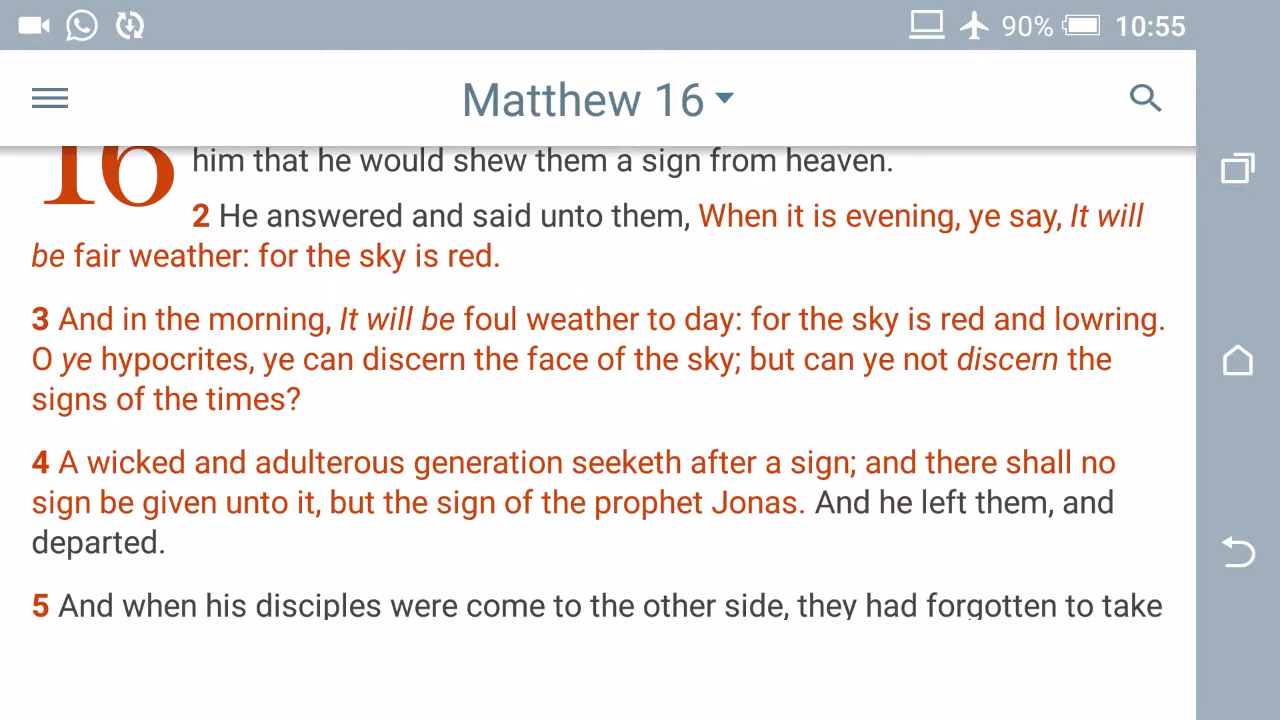 90% 10:55
Matthew 16
16 him that he would shew them a sign from heaven.
2 He answered and said unto them, When it is evening, ye say, It will
be fair weather: for the sky is red.
3 And in the morning, It will be foul weather to day: for the sky is red and lowring.
O ye hypocrites, ye can discern the face of the sky; but can ye not discern the
signs of the times?
4 A wicked and adulterous generation seeketh after a sign; and there shall no
sign be given unto it, but the sign of the prophet Jonas. And he left them, and
departed.
5 And when his disciples were come to the other side, they had forgotten to take